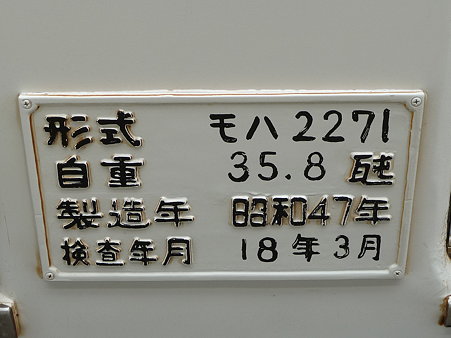 形式 モハ2271
自重 35.8 瓲
製造年 昭和47年
検査年月 18年3月